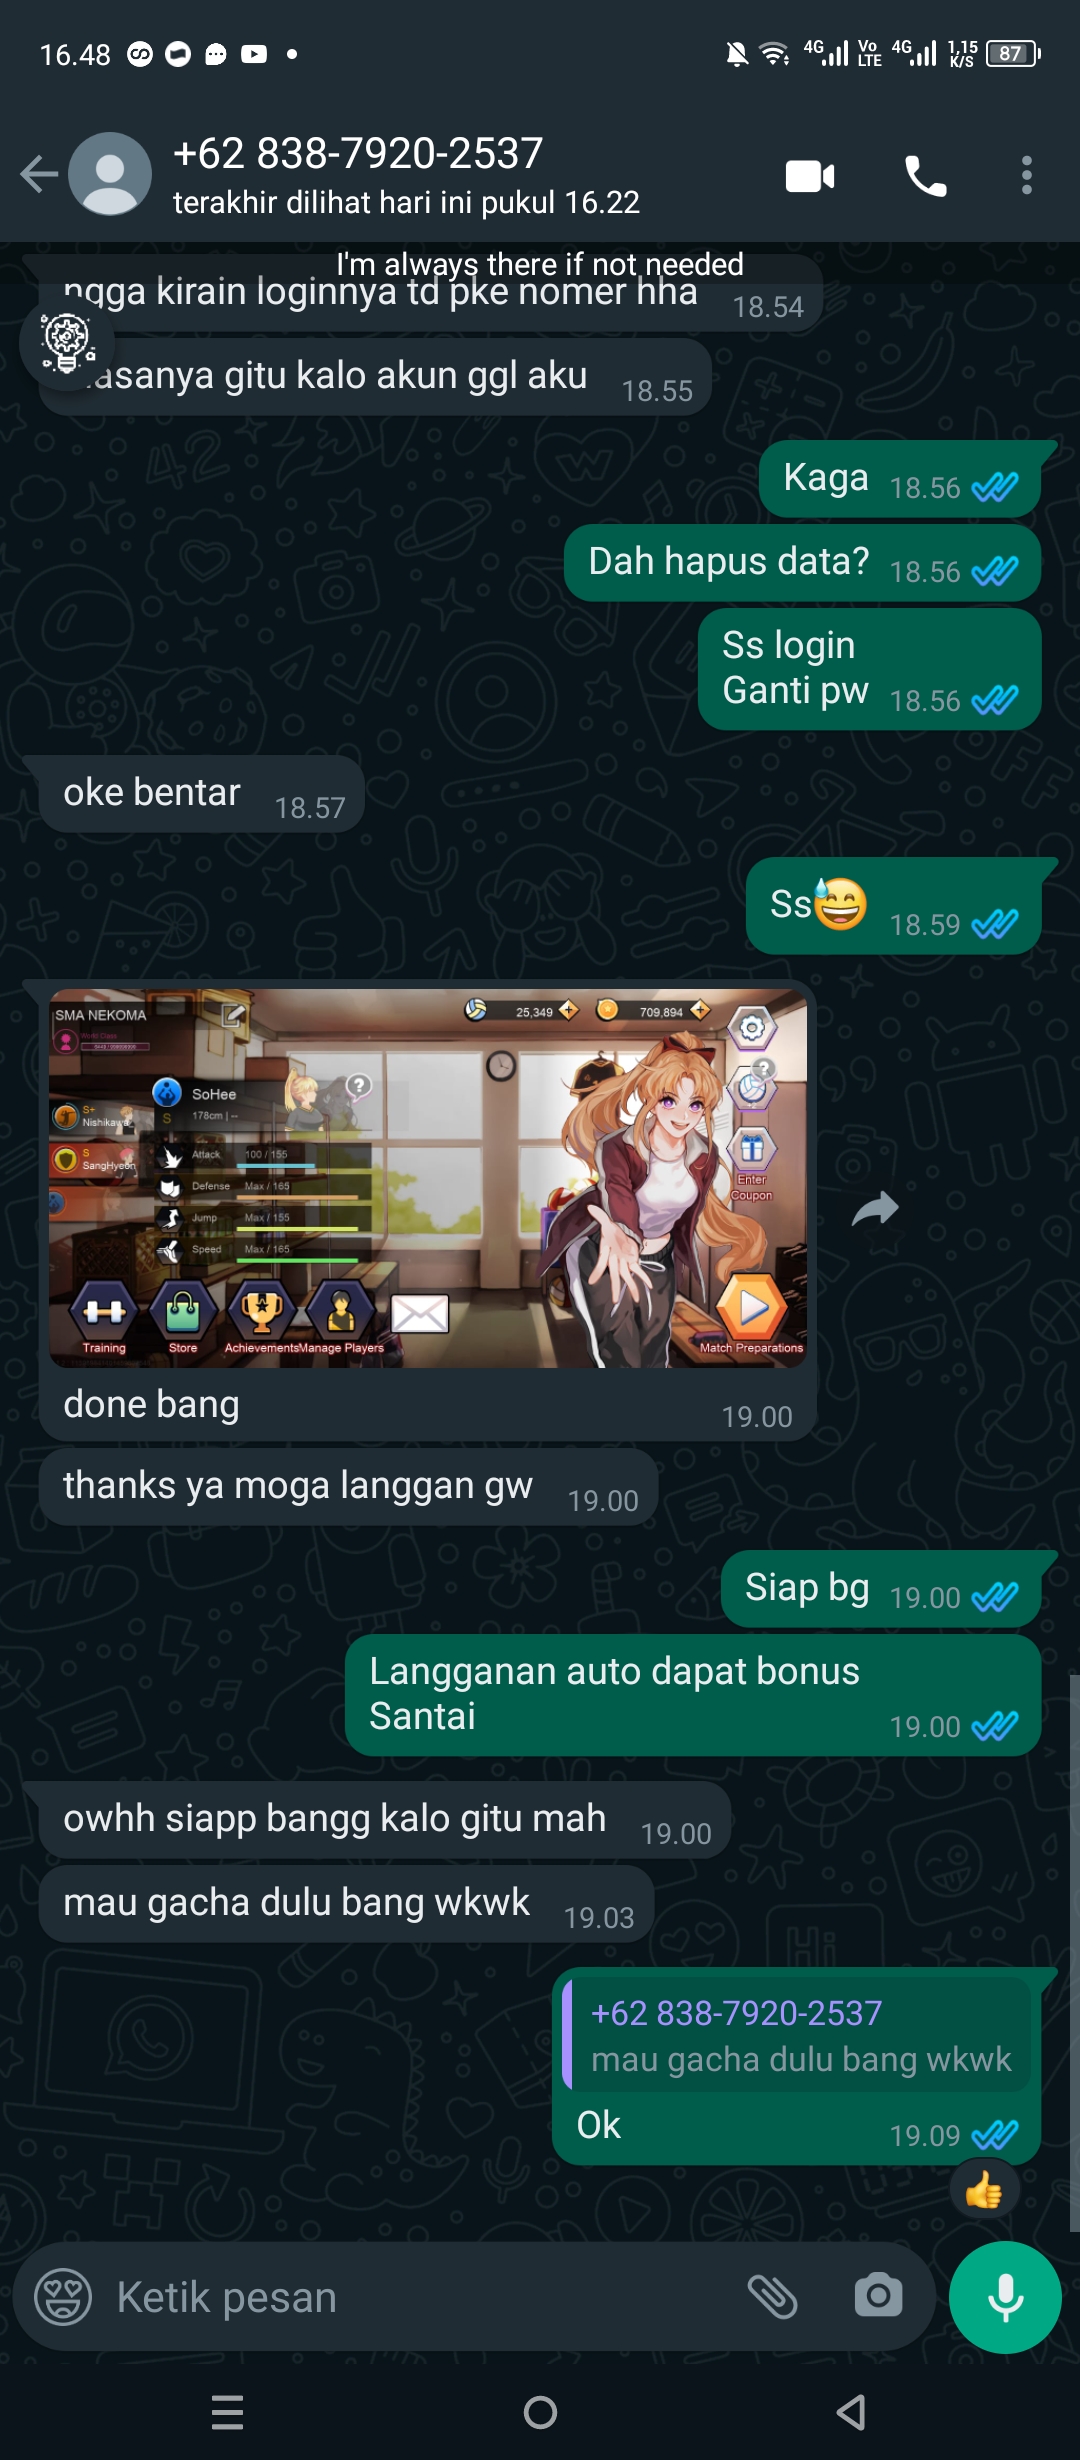 16.48
4G
Vo
LTE
4G
1,15
K/S
87
+62 838-7920-2537
terakhir dilihat hari ini pukul 16.22
I'm always there if not needed
ngga kirain loginnya td pke nomer hha 18.54
asanya gitu kalo akun ggl aku 18.55
Kaga 18.56
Dah hapus data? 18.56
Ss login
Ganti pw 18.56
oke bentar 18.57
Ss😅 18.59
SMA NEKOMA
World Class
25,349
709,894
SoHee
S 178cm | --
S+
Nishikawa
S
SangHyeon
Attack 100 / 155
Defense Max / 165
Jump Max / 155
Speed Max / 165
Enter
Coupon
Training
Store
Achievements
Manage Players
Match Preparations
done bang 19.00
thanks ya moga langgan gw 19.00
Siap bg 19.00
Langganan auto dapat bonus
Santai 19.00
owhh siapp bangg kalo gitu mah 19.00
mau gacha dulu bang wkwk 19.03
+62 838-7920-2537
mau gacha dulu bang wkwk
Ok 19.09
👍
Ketik pesan